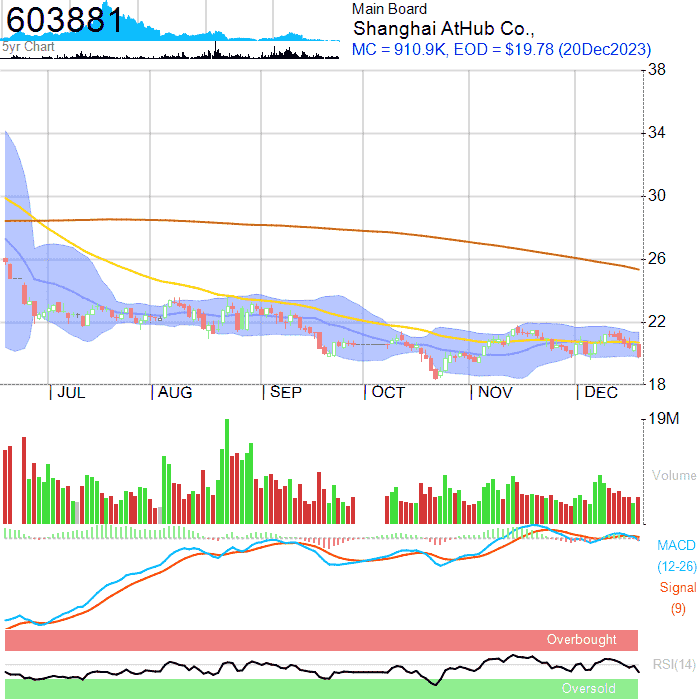 603881
5yr Chart
Main Board
Shanghai AtHub Co.,
MC = 910.9K, EOD = $19.78 (20Dec2023)
38
34
30
26
22
18
JUL AUG SEP OCT NOV DEC
19M
Volume
MACD
(12-26)
Signal
(9)
Overbought
RSI(14)
Oversold